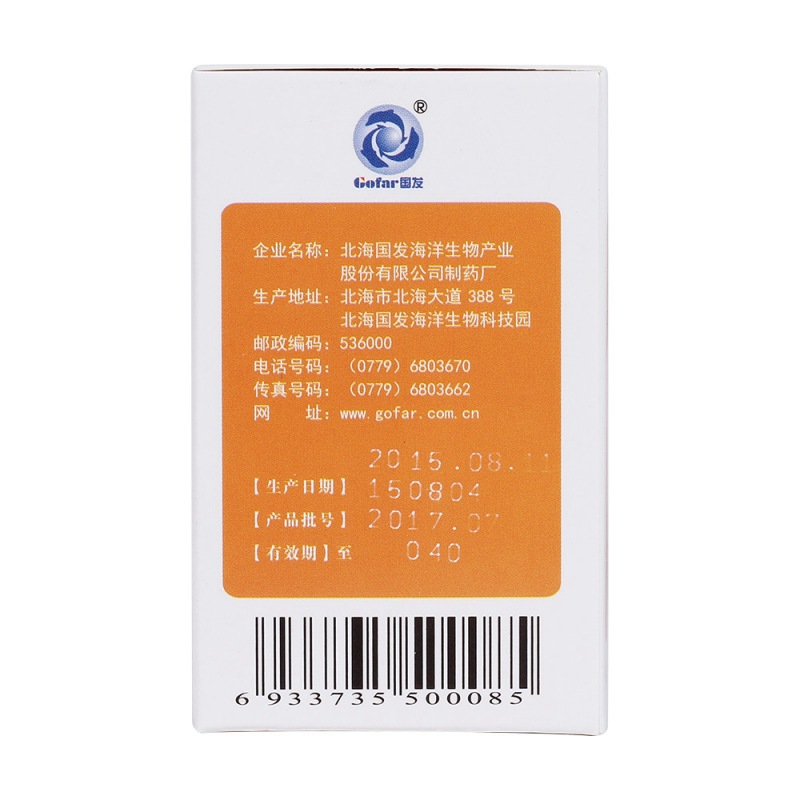 ®
Gofar国发
企业名称：北海国发海洋生物产业
股份有限公司制药厂
生产地址：北海市北海大道 388 号
北海国发海洋生物科技园
邮政编码：536000
电话号码：（0779）6803670
传真号码：（0779）6803662
网　　址：www.gofar.com.cn
2015.08.11
【生产日期】 150804
【产品批号】 2017.07
【有效期】至 040
6 933735 500085